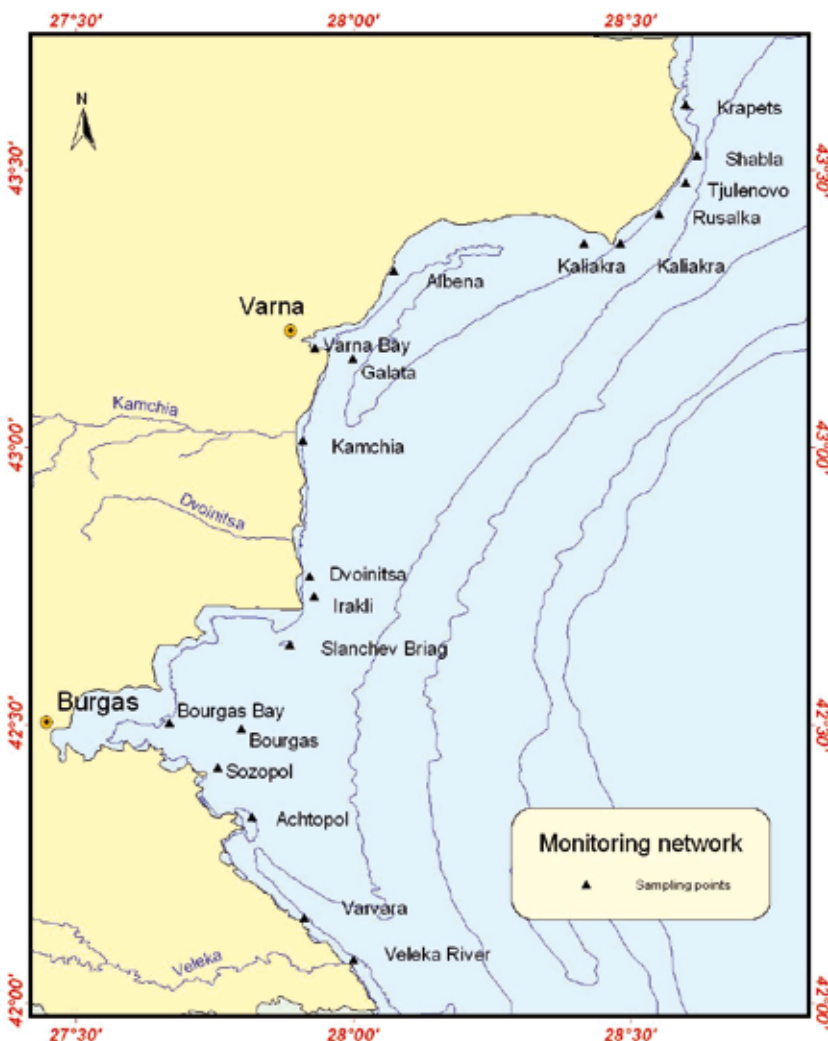 27°30′ 28°00′ 28°30′
N
Krapets
43°30′ Shabla 43°30′
Tjulenovo
Rusalka
Kaliakra Kaliakra
Albena
Varna
Varna Bay
Galata
Kamchia
43°00′ Kamchia 43°00′
Dvoinitsa
Dvoinitsa
Irakli
Slanchev Briag
Burgas
Bourgas Bay
42°30′ 42°30′
Bourgas
Sozopol
Achtopol
Monitoring network
Sampling points
Varvara
Veleka River
Veleka
42°00′ 42°00′
27°30′ 28°00′ 28°30′